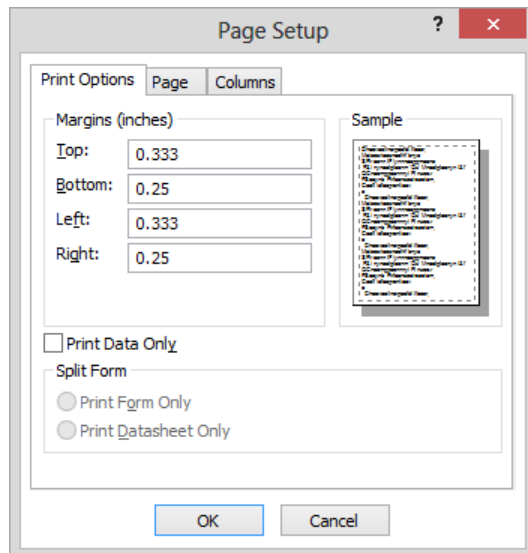 Page Setup ? ×
Print Options Page Columns
Margins (inches)
Top: 0.333
Bottom: 0.25
Left: 0.333
Right: 0.25
Sample
Print Data Only
Split Form
Print Form Only
Print Datasheet Only
OK Cancel